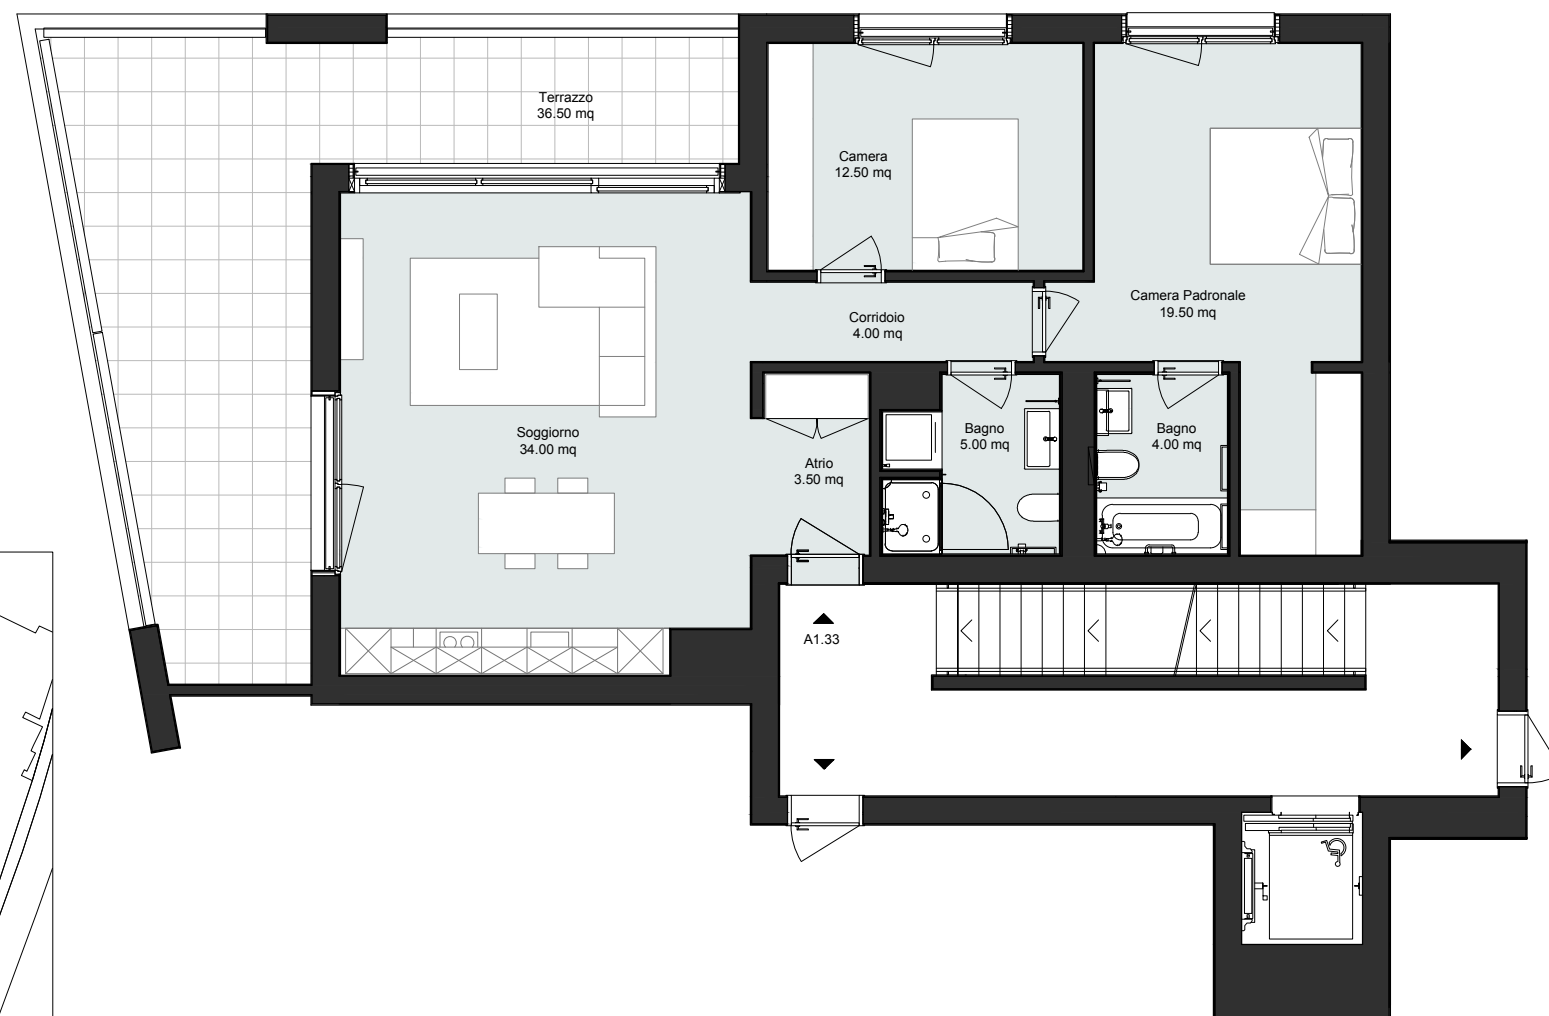 Terrazzo
36.50 mq
Camera
12.50 mq
Camera Padronale
19.50 mq
Corridoio
4.00 mq
Soggiorno
34.00 mq
Atrio
3.50 mq
Bagno
5.00 mq
Bagno
4.00 mq
A1.33